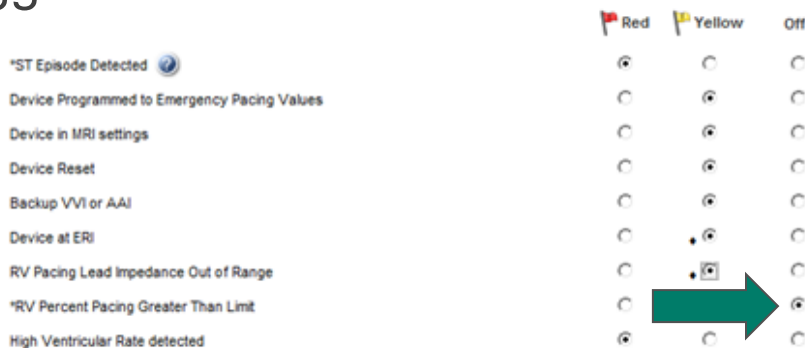 Red Yellow Off
*ST Episode Detected
Device Programmed to Emergency Pacing Values
Device in MRI settings
Device Reset
Backup VVI or AAI
Device at ERI
RV Pacing Lead Impedance Out of Range
*RV Percent Pacing Greater Than Limit
High Ventricular Rate detected